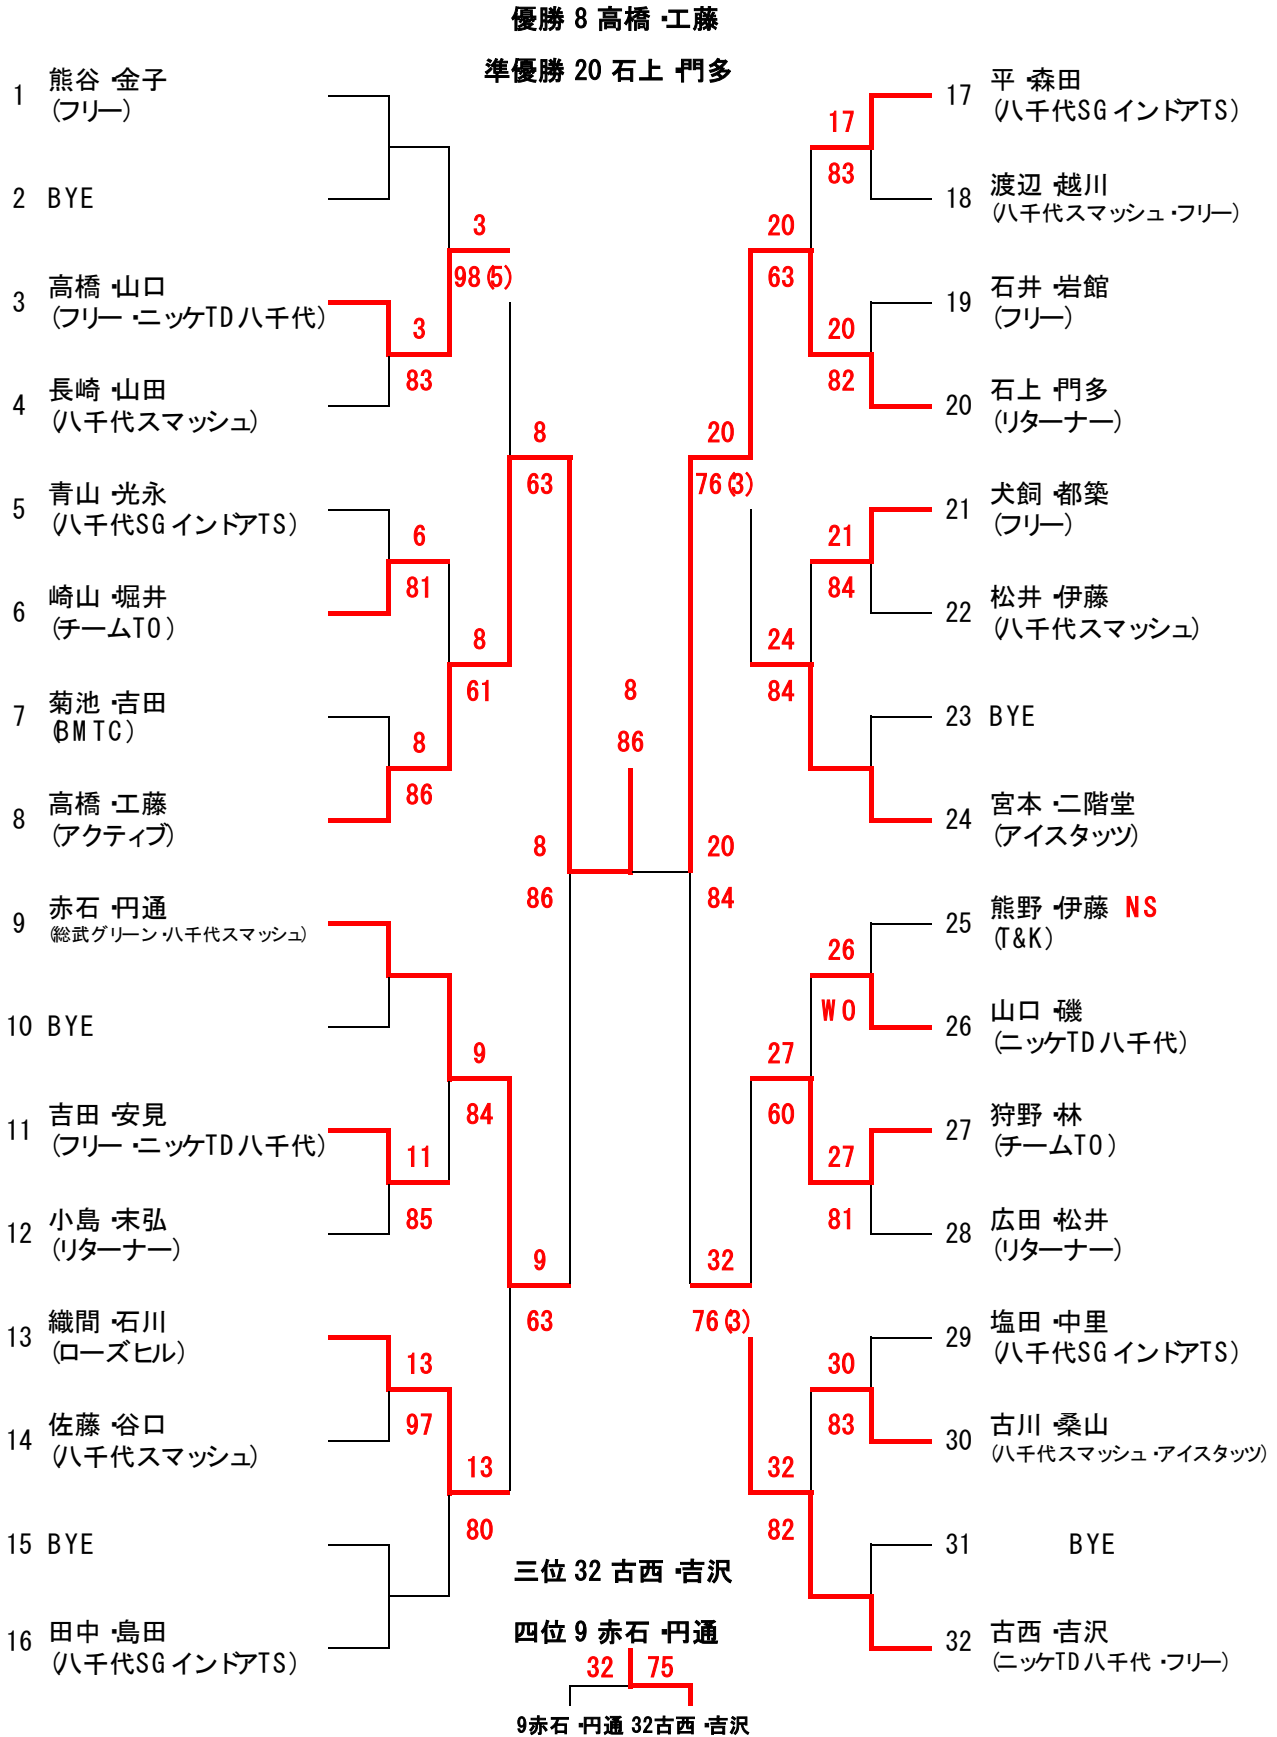 優勝 8 高橋・工藤
準優勝 20 石上・門多
1 熊谷・金子
(フリー)
2 BYE
3
98(5)
3 高橋・山口
(フリー・ニッケTD八千代)
3
83
4 長崎・山田
(八千代スマッシュ)
8
63
5 青山・光永
(八千代SGインドアTS)
6
81
6 崎山・堀井
(チームTO)
8
61
7 菊池・吉田
(BMTC)
8
86
8 高橋・工藤
(アクティブ)
8
86
9 赤石・円通
(総武グリーン・八千代スマッシュ)
10 BYE
9
84
11 吉田・安見
(フリー・ニッケTD八千代)
11
85
12 小島・末弘
(リターナー)
9
63
13 織間・石川
(ローズヒル)
13
97
14 佐藤・谷口
(八千代スマッシュ)
13
80
15 BYE
16 田中・島田
(八千代SGインドアTS)
8
86
17 平・森田
(八千代SGインドアTS)
17
83
18 渡辺・越川
(八千代スマッシュ・フリー)
20
63
19 石井・岩館
(フリー)
20
82
20 石上・門多
(リターナー)
20
76(3)
21 犬飼・都築
(フリー)
21
84
22 松井・伊藤
(八千代スマッシュ)
24
84
23 BYE
24 宮本・二階堂
(アイスタッツ)
20
84
25 熊野・伊藤 NS
(T&K)
26
WO
26 山口・磯
(ニッケTD八千代)
27
60
27 狩野・林
(チームTO)
27
81
28 広田・松井
(リターナー)
32
76(3)
29 塩田・中里
(八千代SGインドアTS)
30
83
30 古川・桑山
(八千代スマッシュ・アイスタッツ)
32
82
31 BYE
32 古西・吉沢
(ニッケTD八千代・フリー)
三位 32 古西・吉沢
四位 9 赤石・円通
32 75
9赤石・円通 32古西・吉沢